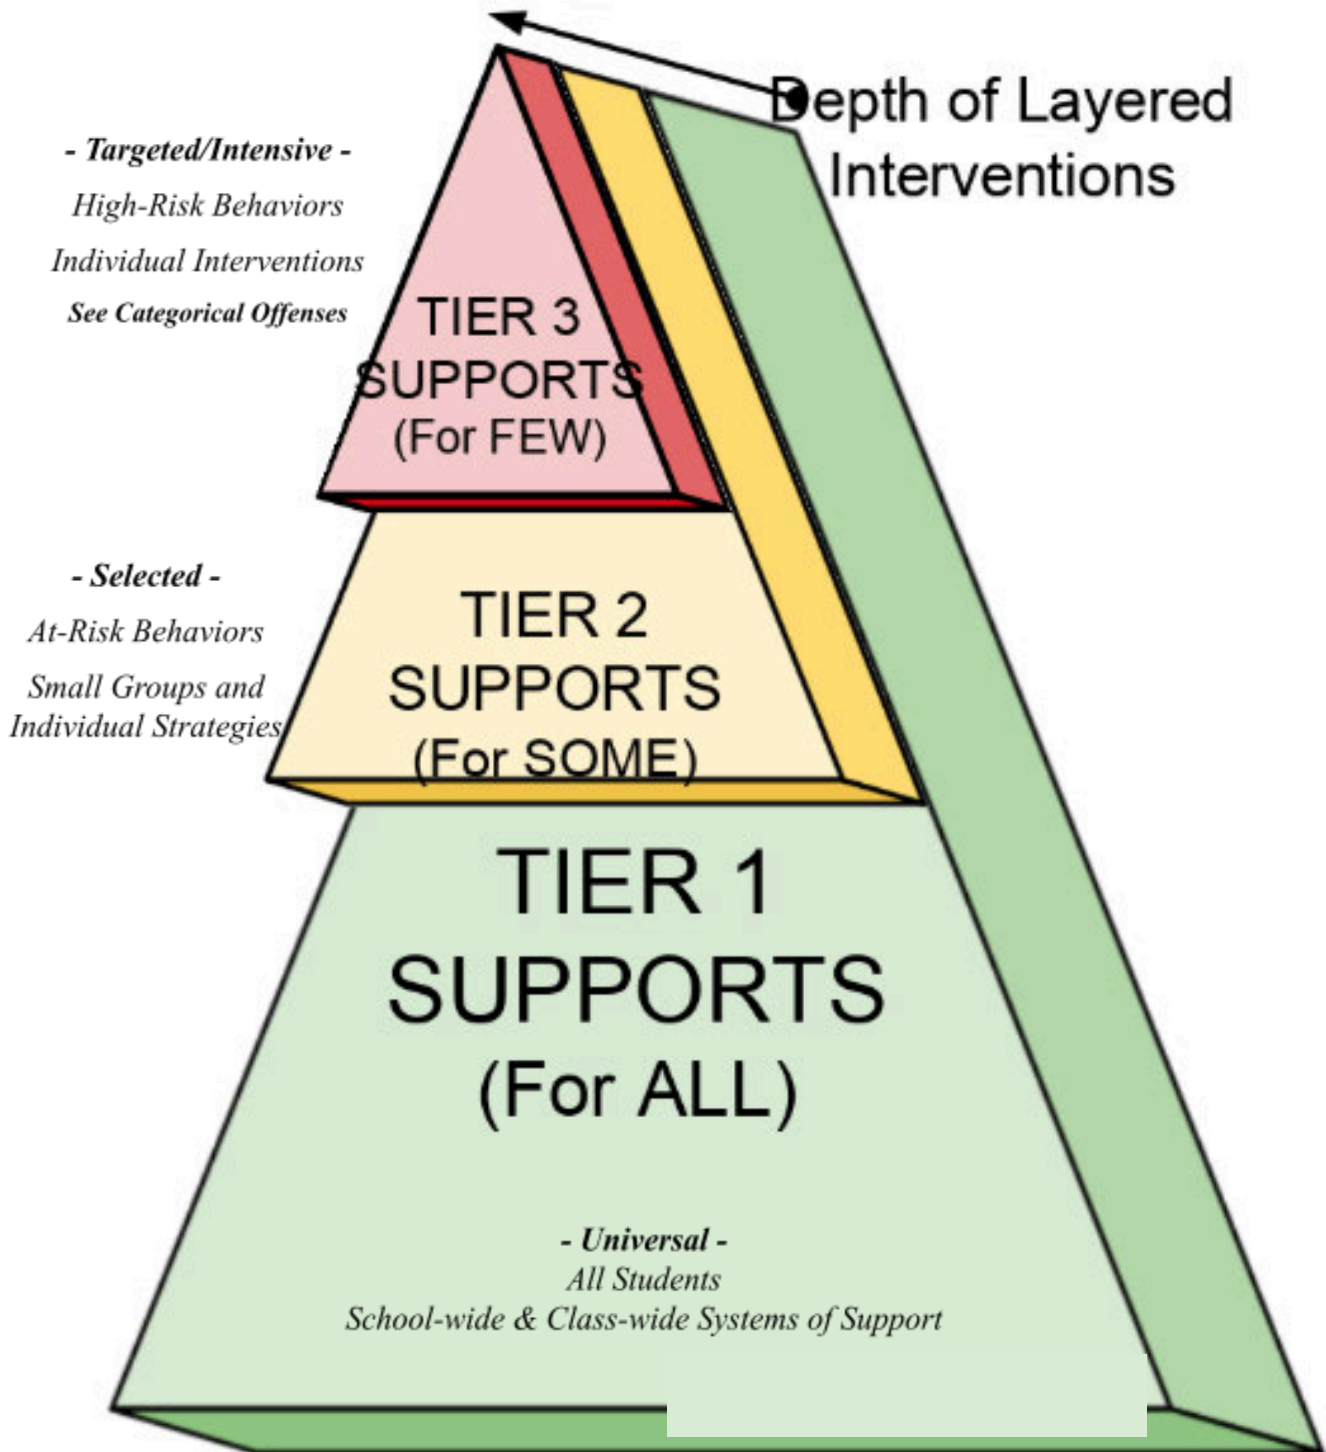 Depth of Layered
Interventions
- Targeted/Intensive -
High-Risk Behaviors
Individual Interventions
See Categorical Offenses
TIER 3
SUPPORTS
(For FEW)
- Selected -
At-Risk Behaviors
Small Groups and
Individual Strategies
TIER 2
SUPPORTS
(For SOME)
TIER 1
SUPPORTS
(For ALL)
- Universal -
All Students
School-wide & Class-wide Systems of Support